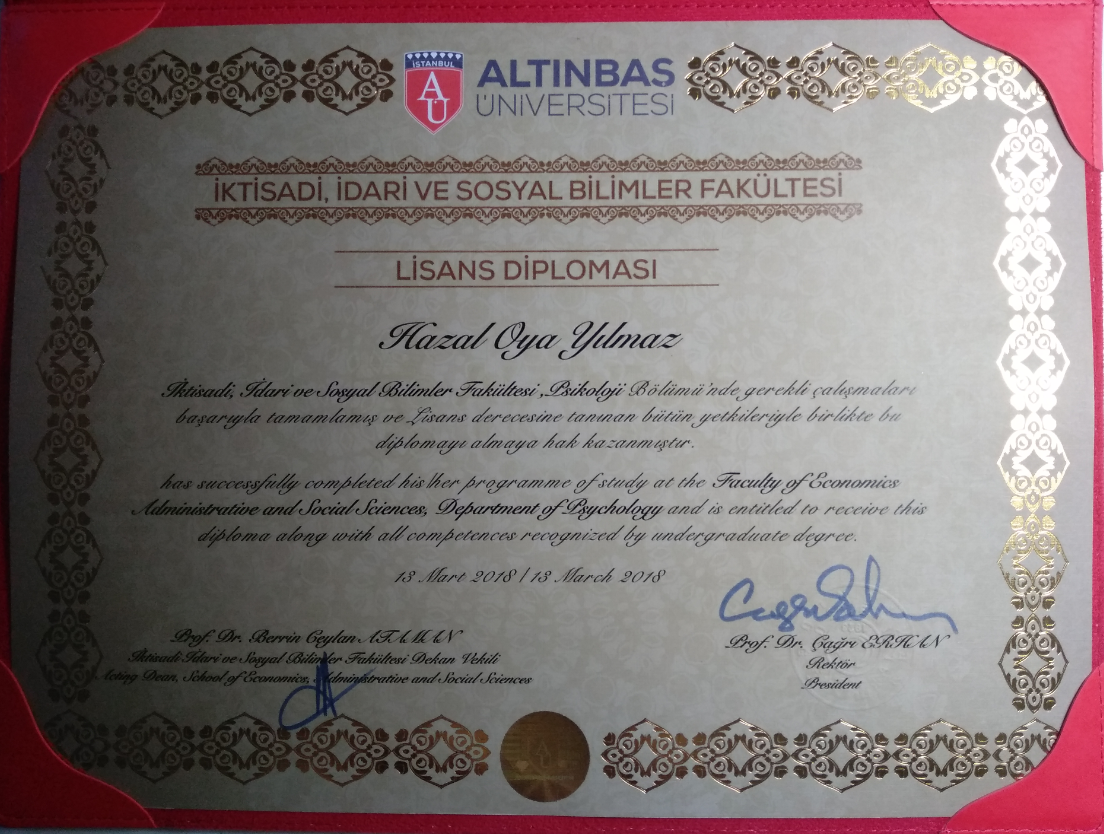 İSTANBUL
AÜ
ALTINBAŞ
ÜNİVERSİTESİ
İKTİSADİ, İDARİ VE SOSYAL BİLİMLER FAKÜLTESİ
LİSANS DİPLOMASI
Hazal Oya Yılmaz
İktisadi, İdari ve Sosyal Bilimler Fakültesi ,Psikoloji Bölümü'nde gerekli çalışmaları
başarıyla tamamlamış ve Lisans derecesine tanınan bütün yetkileriyle birlikte bu
diplomayı almaya hak kazanmıştır.
has successfully completed his/her programme of study at the Faculty of Economics
Administrative and Social Sciences, Department of Psychology and is entitled to receive this
diploma along with all competences recognized by undergraduate degree.
13 Mart 2018 / 13 March 2018
Prof. Dr. Berrin Ceylan ATAMAN
İktisadi İdari ve Sosyal Bilimler Fakültesi Dekan Vekili
Acting Dean, School of Economics, Administrative and Social Sciences
Prof. Dr. Çağrı ERHAN
Rektör
President
AÜ